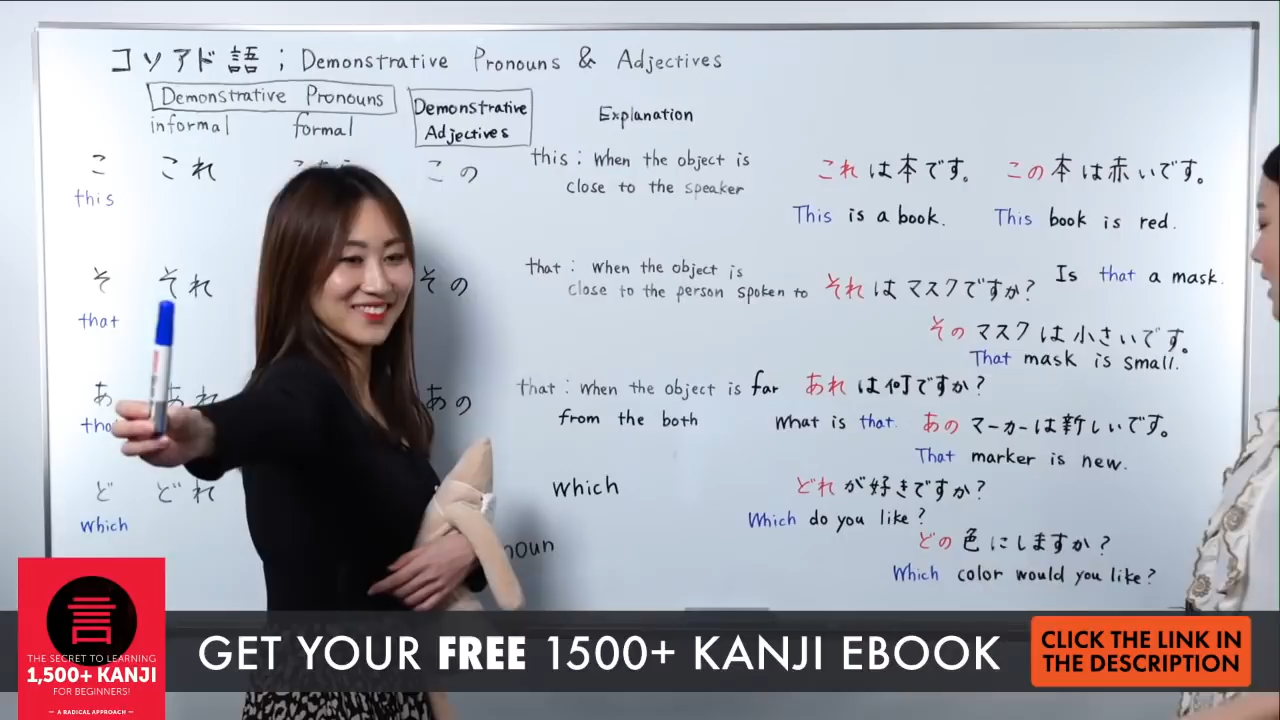 コソアド語 ; Demonstrative Pronouns & Adjectives
Demonstrative Pronouns
informal formal
Demonstrative Adjectives
Explanation
こ これ この
this
this : When the object is
close to the speaker
これは本です。 この本は赤いです。
This is a book. This book is red.
そ それ その
that
that : When the object is
close to the person spoken to
それはマスクですか? Is that a mask.
そのマスクは小さいです。
That mask is small.
あ あれ あの
that : When the object is far
from the both
あれは何ですか?
What is that. あのマーカーは新しいです。
That marker is new.
ど どれ
which
which
どれが好きですか?
Which do you like?
どの色にしますか?
Which color would you like?
noun
言
THE SECRET TO LEARNING
1,500+ KANJI
FOR BEGINNERS!
— A RADICAL APPROACH —
GET YOUR FREE 1500+ KANJI EBOOK
CLICK THE LINK IN
THE DESCRIPTION